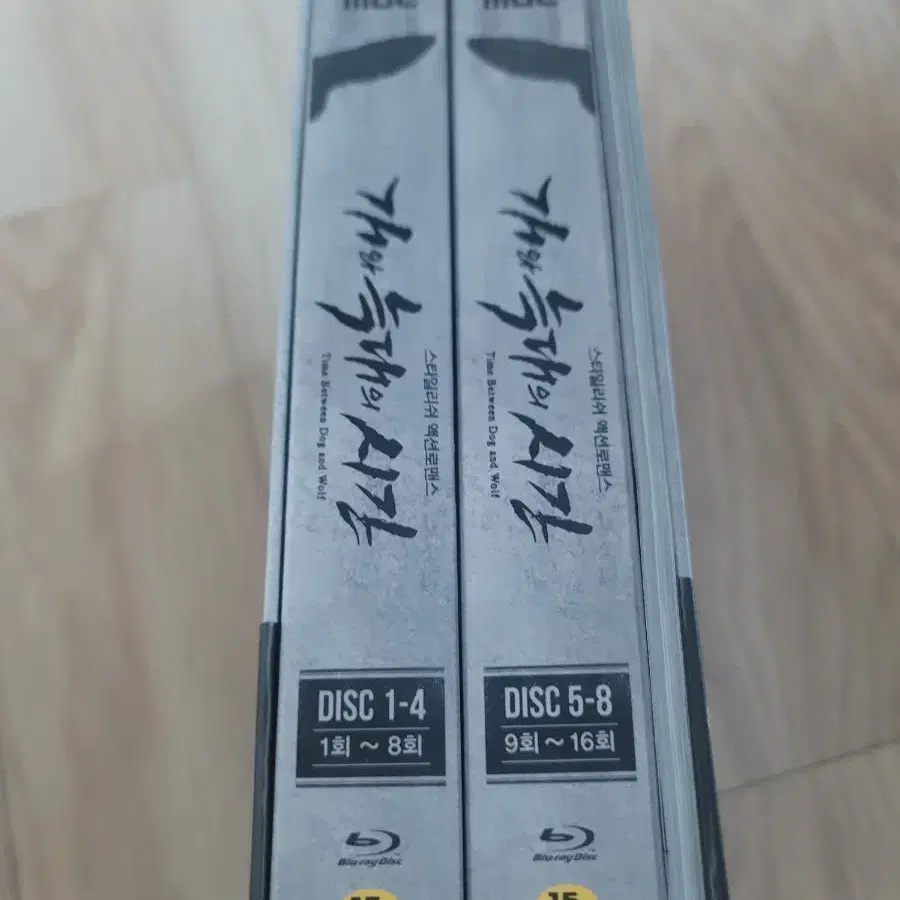 mbc
개와 늑대의 시간
스타일리쉬 액션로맨스
Time Between Dog and Wolf
DISC 1-4
1회 ~ 8회
Blu-ray Disc
mbc
개와 늑대의 시간
스타일리쉬 액션로맨스
Time Between Dog and Wolf
DISC 5-8
9회 ~ 16회
Blu-ray Disc
15